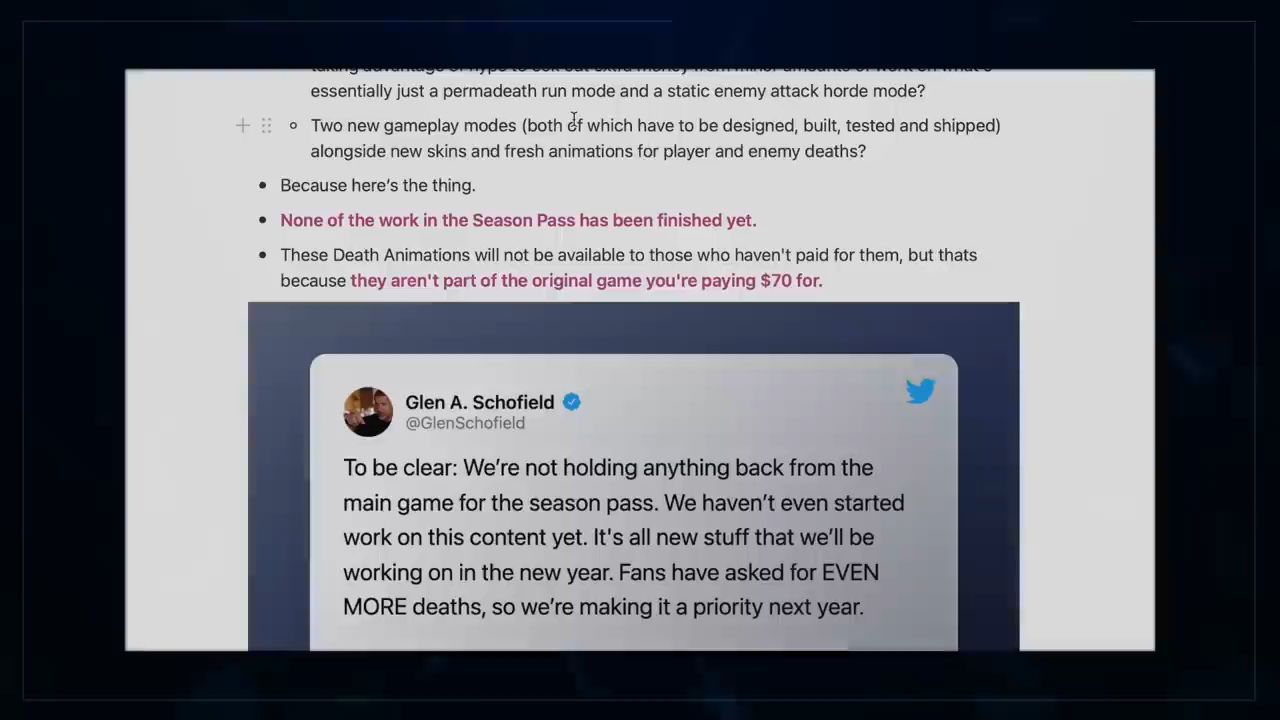 essentially just a permadeath run mode and a static enemy attack horde mode?
Two new gameplay modes (both of which have to be designed, built, tested and shipped)
alongside new skins and fresh animations for player and enemy deaths?
Because here's the thing.
None of the work in the Season Pass has been finished yet.
These Death Animations will not be available to those who haven't paid for them, but thats
because they aren't part of the original game you're paying $70 for.
Glen A. Schofield
@GlenSchofield
To be clear: We're not holding anything back from the
main game for the season pass. We haven't even started
work on this content yet. It's all new stuff that we'll be
working on in the new year. Fans have asked for EVEN
MORE deaths, so we're making it a priority next year.